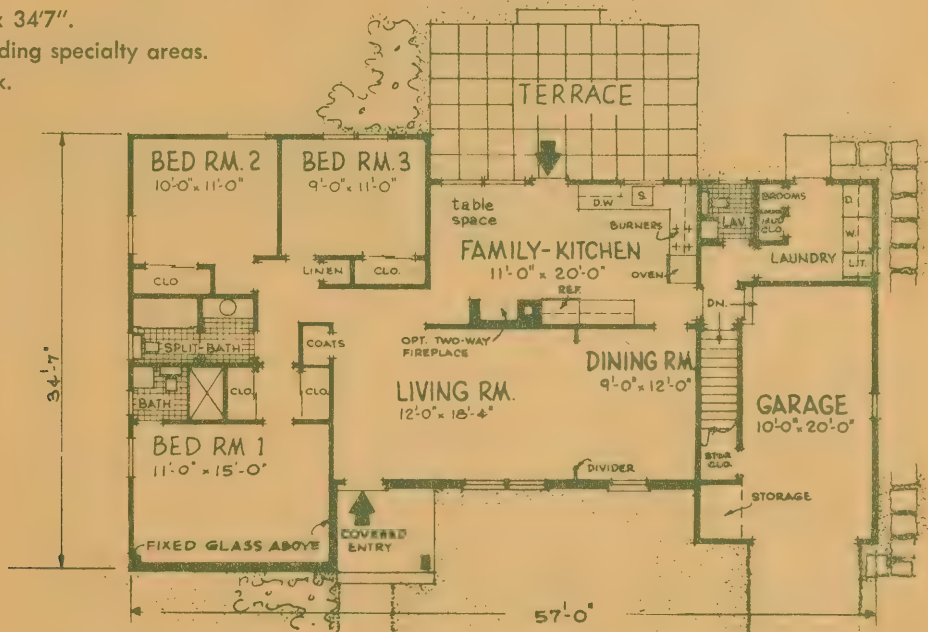 x 34'7".
ding specialty areas.
k.
TERRACE
BED RM. 2
10'-0" x 11'-0"
BED RM. 3
9'-0" x 11'-0"
table
space
D.W.
S.
BURNERS
OVEN
LAV.
BROOMS
CLO.
D.
W.
L.T.
LAUNDRY
FAMILY-KITCHEN
11'-0" x 20'-0"
REF.
CLO
LINEN
CLO.
DN.
SPLIT-BATH
COATS
OPT. TWO-WAY
FIREPLACE
DINING RM.
9'-0" x 12'-0"
LIVING RM.
12'-0" x 18'-4"
BATH
CLO.
CLO.
GARAGE
10'-0" x 20'-0"
BED RM 1
11'-0" x 15'-0"
STOR
CLO.
DIVIDER
STORAGE
FIXED GLASS ABOVE
COVERED
ENTRY
34'-7"
57'-0"